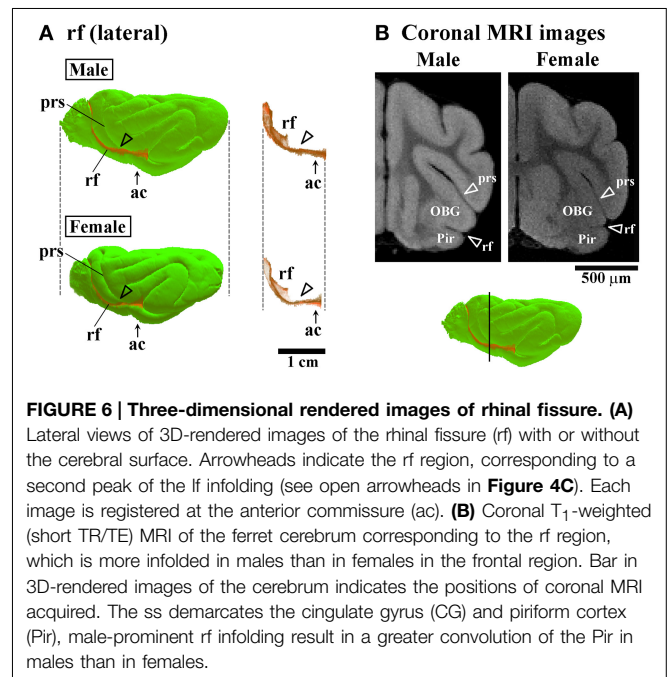 A rf (lateral)
Male
prs
rf
ac
rf
ac
Female
prs
rf
ac
rf
ac
1 cm
B Coronal MRI images
Male Female
prs
OBG
Pir
rf
prs
OBG
Pir
rf
500 μm
FIGURE 6 | Three-dimensional rendered images of rhinal fissure. (A)
Lateral views of 3D-rendered images of the rhinal fissure (rf) with or without
the cerebral surface. Arrowheads indicate the rf region, corresponding to a
second peak of the lf infolding (see open arrowheads in Figure 4C). Each
image is registered at the anterior commissure (ac). (B) Coronal T1-weighted
(short TR/TE) MRI of the ferret cerebrum corresponding to the rf region,
which is more infolded in males than in females in the frontal region. Bar in
3D-rendered images of the cerebrum indicates the positions of coronal MRI
acquired. The ss demarcates the cingulate gyrus (CG) and piriform cortex
(Pir), male-prominent rf infolding result in a greater convolution of the Pir in
males than in females.